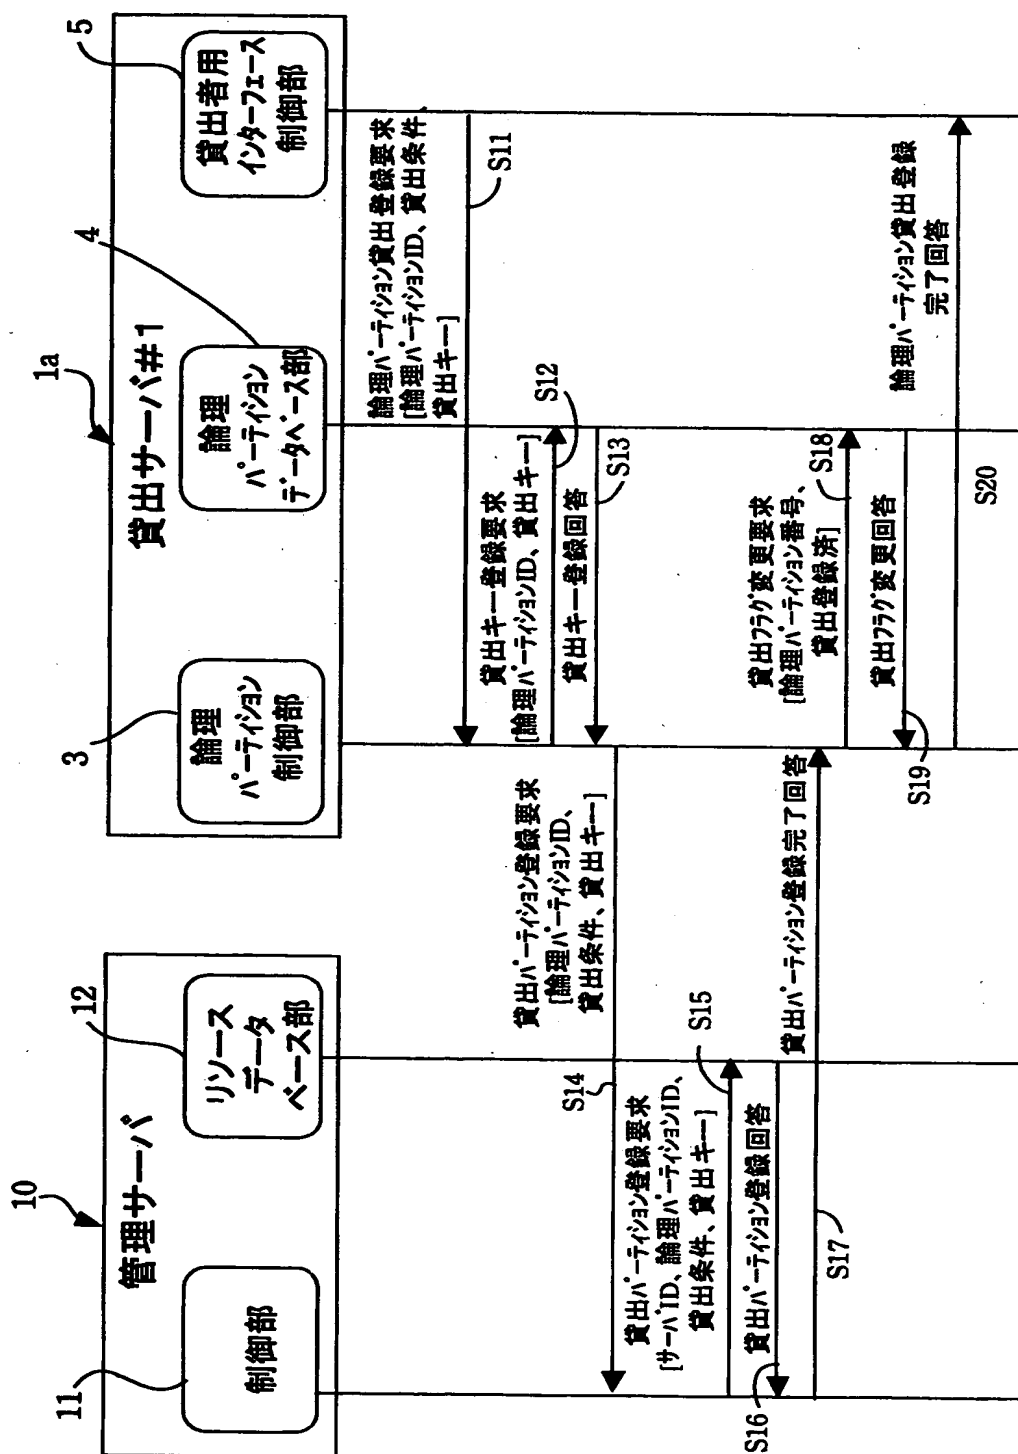 10
管理サーバ
11
制御部
12
リソース
データ
ベース部
1a
貸出サーバ#1
3
論理
パーティション
制御部
4
論理
パーティション
データベース部
5
貸出者用
インターフェース
制御部
論理パーティション貸出登録要求
[論理パーティションID、貸出条件
貸出キー]
S11
貸出キー登録要求
[論理パーティションID、貸出キー]
S12
貸出キー登録回答
S13
貸出パーティション登録要求
[論理パーティションID、
貸出条件、貸出キー]
S14
貸出パーティション登録要求
[サーバID、論理パーティションID、
貸出条件、貸出キー]
S15
貸出パーティション登録回答
S16
貸出パーティション登録完了回答
S17
貸出フラグ変更要求
[論理パーティション番号、
貸出登録済]
S18
貸出フラグ変更回答
S19
論理パーティション貸出登録
完了回答
S20